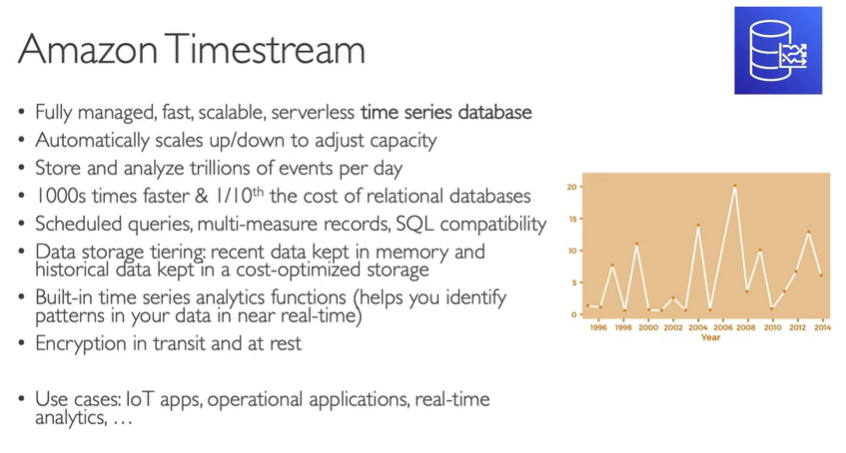 Amazon Timestream
• Fully managed, fast, scalable, serverless time series database
• Automatically scales up/down to adjust capacity
• Store and analyze trillions of events per day
• 1000s times faster & 1/10th the cost of relational databases
• Scheduled queries, multi-measure records, SQL compatibility
• Data storage tiering: recent data kept in memory and
historical data kept in a cost-optimized storage
• Built-in time series analytics functions (helps you identify
patterns in your data in near real-time)
• Encryption in transit and at rest
• Use cases: IoT apps, operational applications, real-time
analytics, …
20
15
10
5
0
1996 1998 2000 2002 2004 2006 2008 2010 2012 2014
Year